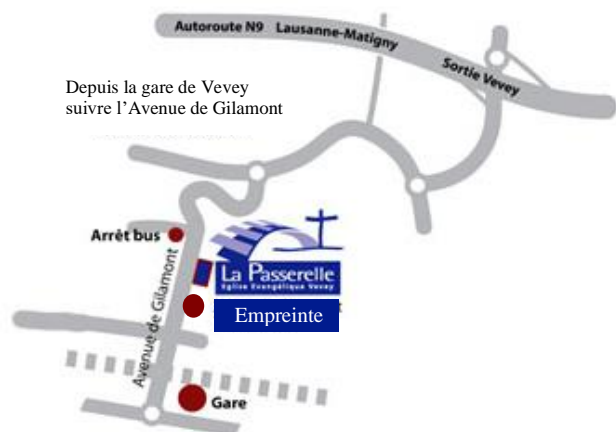 Autoroute N9 Lausanne-Matigny
Sortie Vevey
Depuis la gare de Vevey
suivre l’Avenue de Gilamont
Arrêt bus
La Passerelle
Eglise Evangélique Vevey
Empreinte
Avenue de Gilamont
Gare